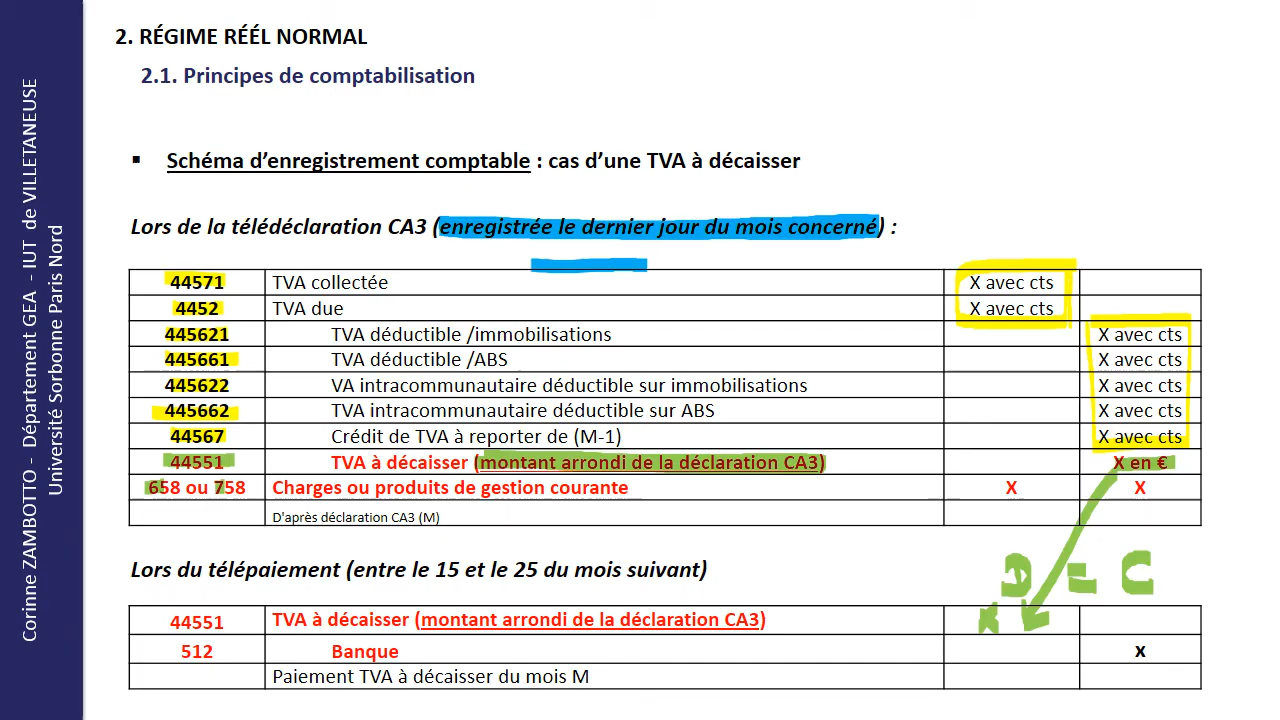 Corinne ZAMBOTTO - Département GEA - IUT de VILLETANEUSE
Université Sorbonne Paris Nord
2. RÉGIME RÉÉL NORMAL
2.1. Principes de comptabilisation
▪ Schéma d'enregistrement comptable : cas d'une TVA à décaisser
Lors de la télédéclaration CA3 (enregistrée le dernier jour du mois concerné) :
44571 TVA collectée X avec cts
4452 TVA due X avec cts
445621 TVA déductible /immobilisations X avec cts
445661 TVA déductible /ABS X avec cts
445622 VA intracommunautaire déductible sur immobilisations X avec cts
445662 TVA intracommunautaire déductible sur ABS X avec cts
44567 Crédit de TVA à reporter de (M-1) X avec cts
44551 TVA à décaisser (montant arrondi de la déclaration CA3) X en €
658 ou 758 Charges ou produits de gestion courante X X
D'après déclaration CA3 (M)
D = C
Lors du télépaiement (entre le 15 et le 25 du mois suivant)
44551 TVA à décaisser (montant arrondi de la déclaration CA3) x
512 Banque x
Paiement TVA à décaisser du mois M